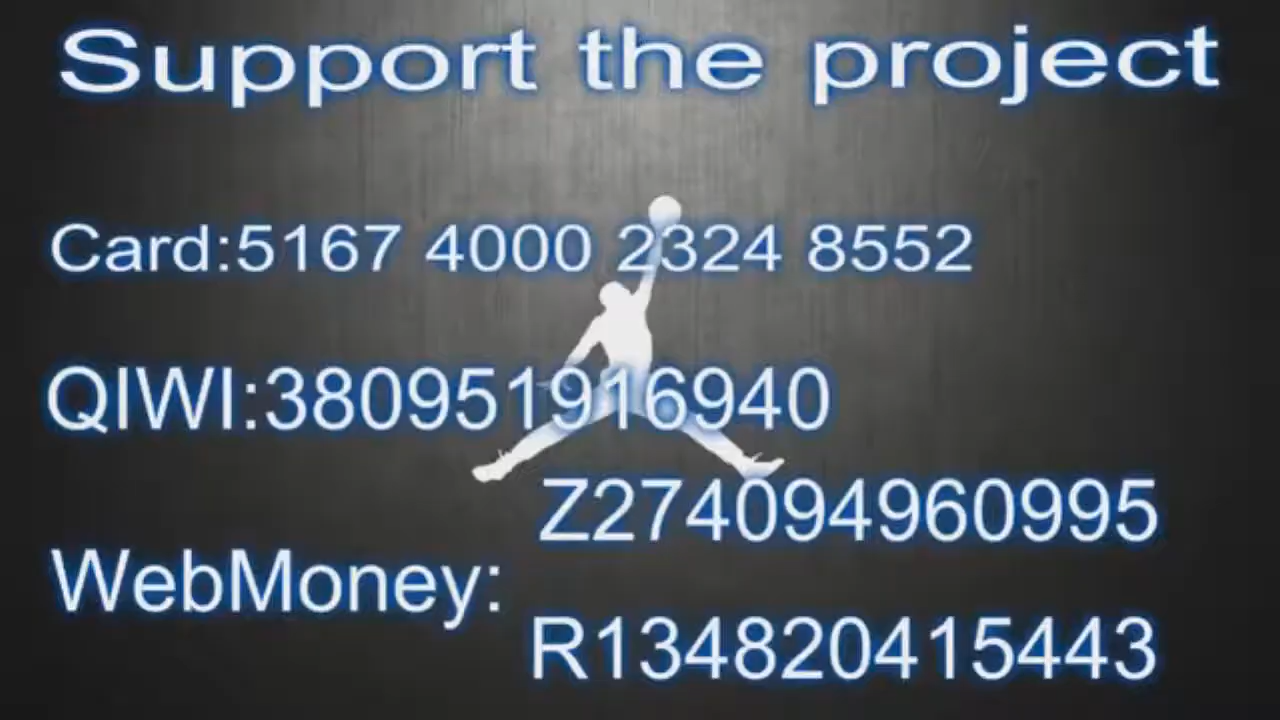 Support the project
Card:5167 4000 2324 8552
QIWI:380951916940
Z274094960995
WebMoney:
R134820415443